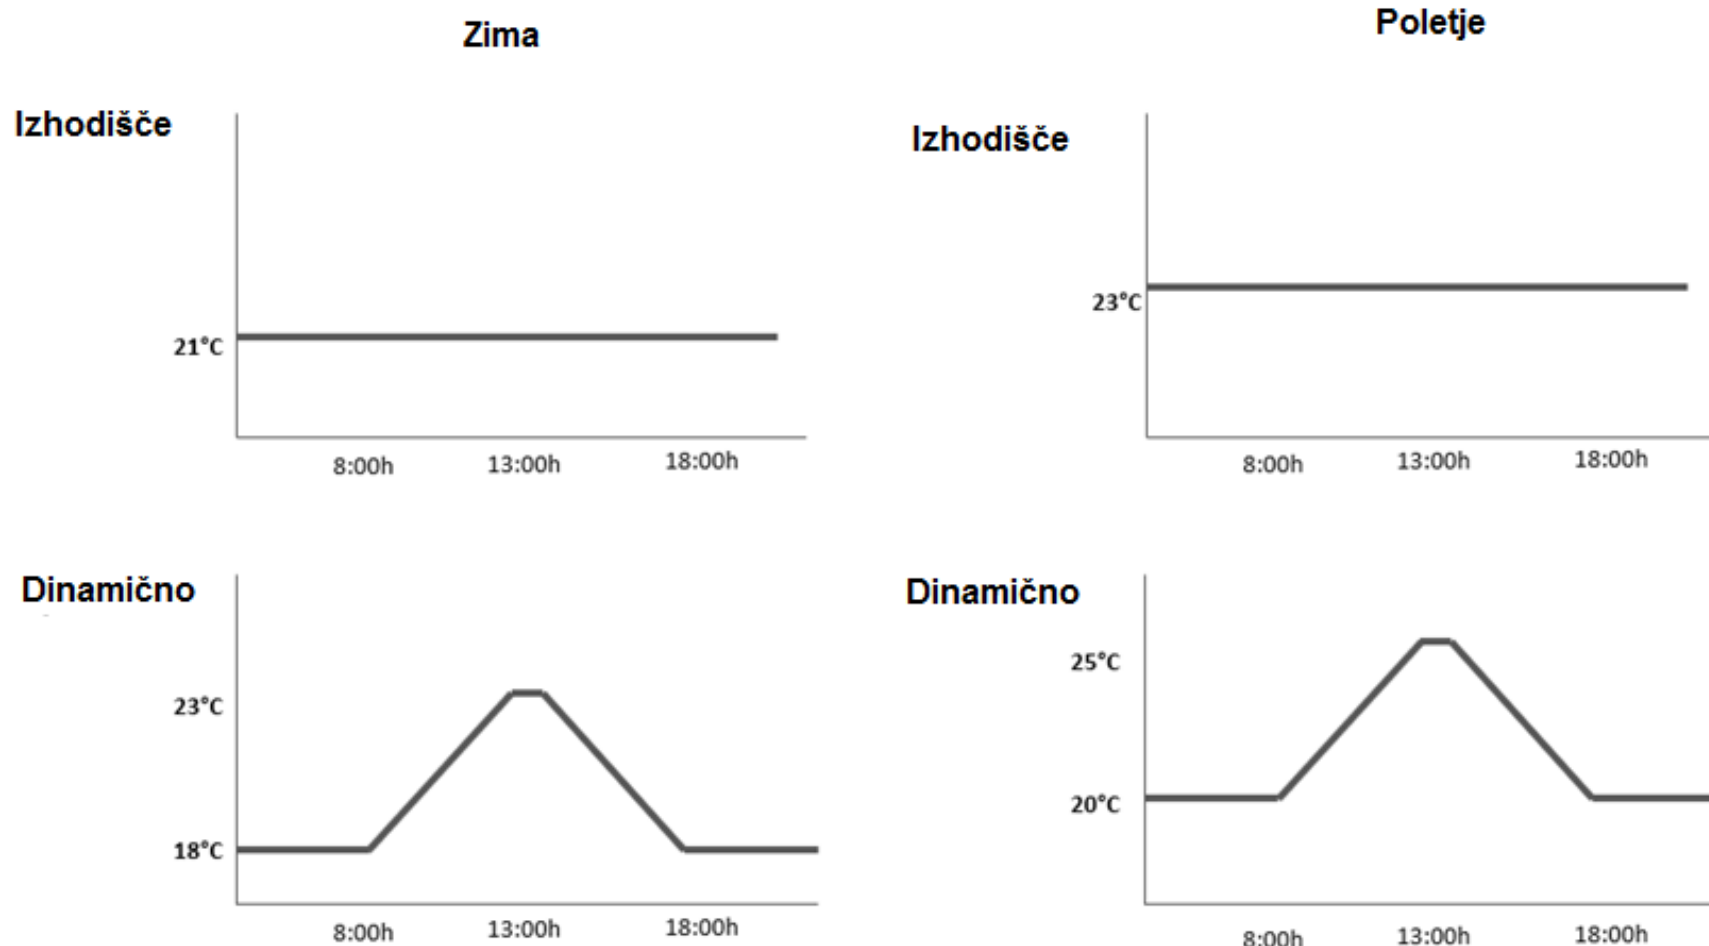 Zima
Izhodišče
21°C
8:00h 13:00h 18:00h
Poletje
Izhodišče
23°C
8:00h 13:00h 18:00h
Dinamično
23°C
18°C
8:00h 13:00h 18:00h
Dinamično
25°C
20°C
8:00h 13:00h 18:00h